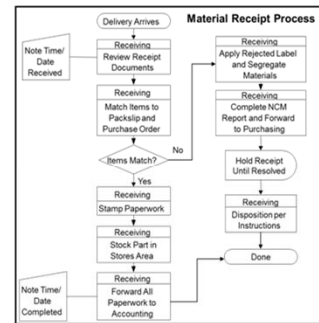 Material Receipt Process
Delivery Arrives
Note Time/
Date
Received
Receiving
Review Receipt
Documents
Receiving
Match Items to
Packslip and
Purchase Order
Items Match?
No
Yes
Receiving
Stamp Paperwork
Receiving
Stock Part in
Stores Area
Note Time/
Date
Completed
Receiving
Forward All
Paperwork to
Accounting
Receiving
Apply Rejected Label
and Segregate
Materials
Receiving
Complete NCM
Report and Forward
to Purchasing
Hold Receipt
Until Resolved
Receiving
Disposition per
Instructions
Done